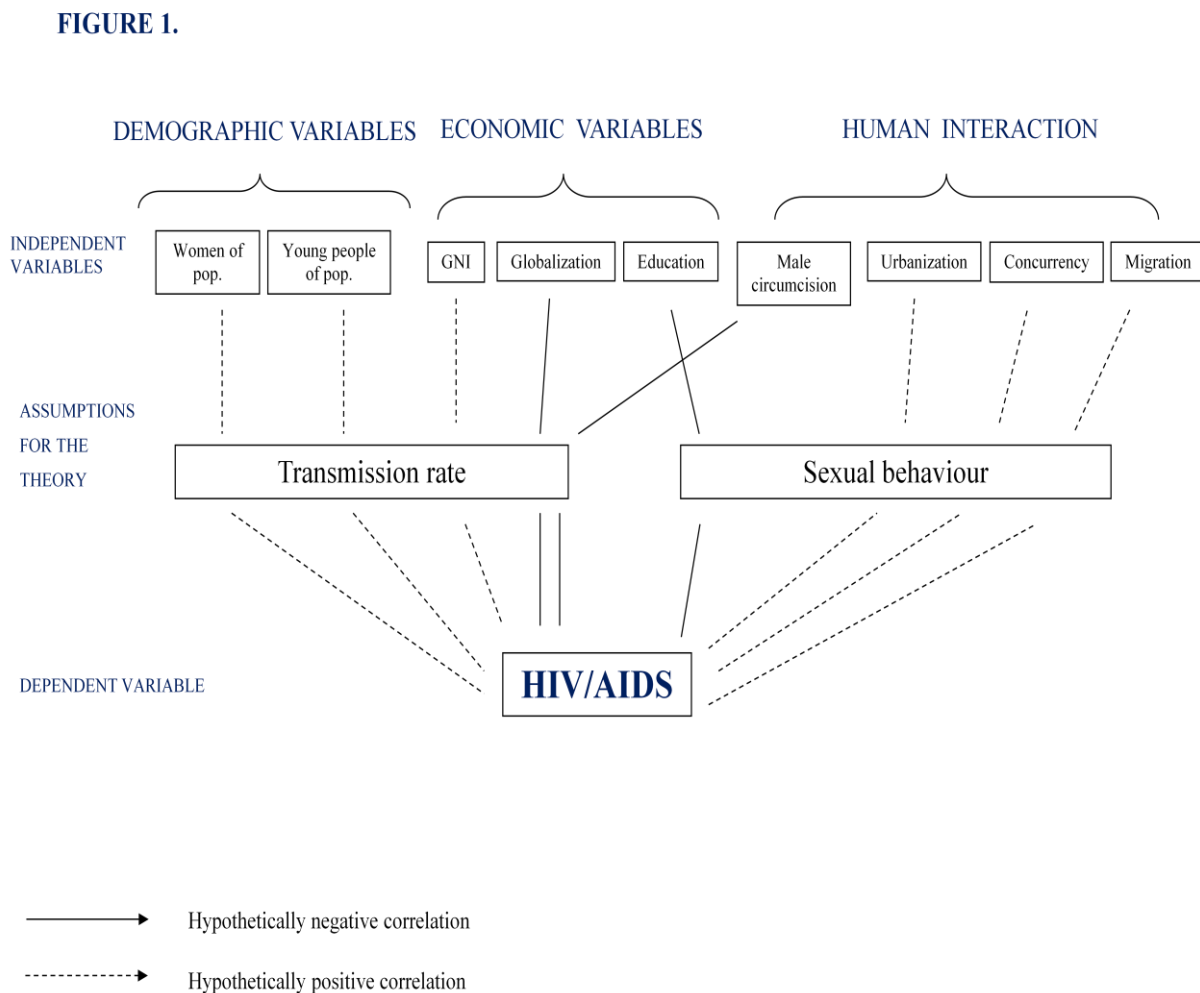 FIGURE 1.
DEMOGRAPHIC VARIABLES
ECONOMIC VARIABLES
HUMAN INTERACTION
INDEPENDENT
VARIABLES
Women of
pop.
Young people
of pop.
GNI
Globalization
Education
Male
circumcision
Urbanization
Concurrency
Migration
ASSUMPTIONS
FOR THE
THEORY
Transmission rate
Sexual behaviour
DEPENDENT VARIABLE
HIV/AIDS
Hypothetically negative correlation
Hypothetically positive correlation